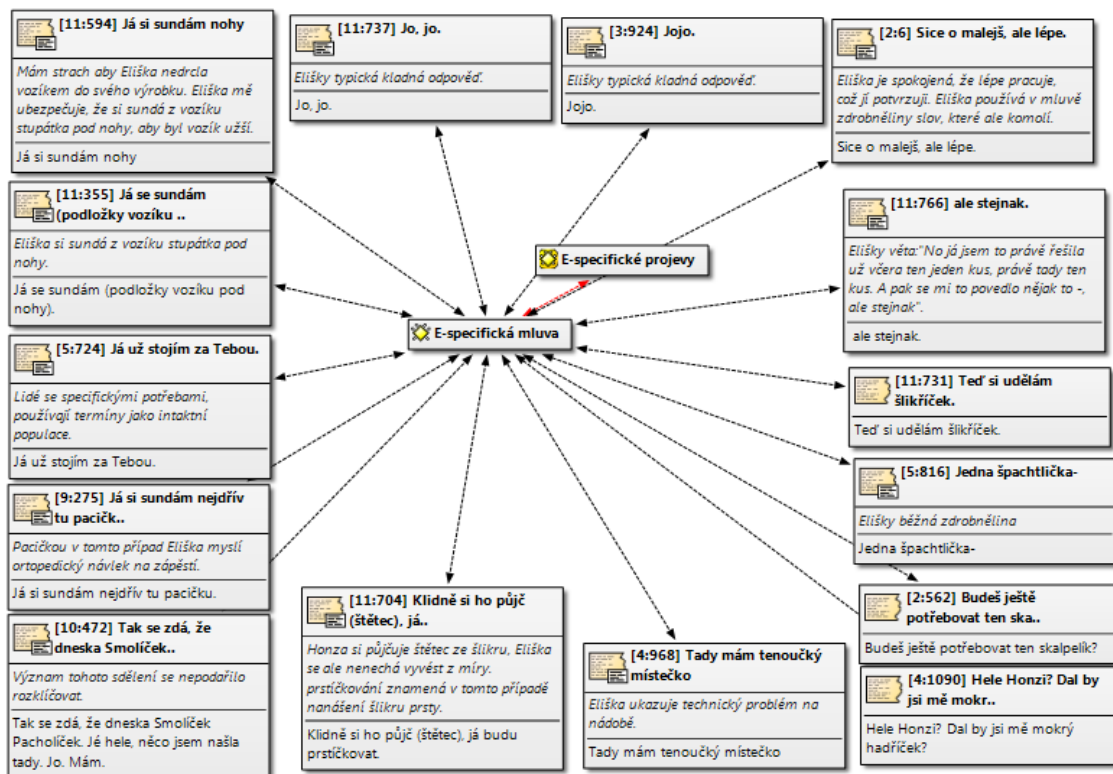 [11:594] Já si sundám nohy
Mám strach aby Eliška nedrcla
vozíkem do svého výrobku. Eliška mě
ubezpečuje, že si sundá z vozíku
stupátka pod nohy, aby byl vozík užší.
Já si sundám nohy
[11:737] Jo, jo.
Elišky typická kladná odpověď.
Jo, jo.
[3:924] Jojo.
Elišky typická kladná odpověď.
Jojo.
[2:6] Sice o malejš, ale lépe.
Eliška je spokojená, že lépe pracuje,
což jí potvrzuji. Eliška používá v mluvě
zdrobněliny slov, které ale komolí.
Sice o malejš, ale lépe.
[11:355] Já se sundám
(podložky vozíku ..
Eliška si sundá z vozíku stupátka pod
nohy.
Já se sundám (podložky vozíku pod
nohy).
[11:766] ale stejnak.
Elišky věta:"No já jsem to právě řešila
už včera ten jeden kus, právě tady ten
kus. A pak se mi to povedlo nějak to -,
ale stejnak".
ale stejnak.
E-specifické projevy
E-specifická mluva
[5:724] Já už stojím za Tebou.
Lidé se specifickými potřebami,
používají termíny jako intaktní
populace.
Já už stojím za Tebou.
[11:731] Teď si udělám
šlikříček.
Teď si udělám šlikříček.
[5:816] Jedna špachtlička-
Elišky běžná zdrobnělina
Jedna špachtlička-
[9:275] Já si sundám nejdřív
tu pacičk..
Pacičkou v tomto případ Eliška myslí
ortopedický návlek na zápěstí.
Já si sundám nejdřív tu pacičku.
[2:562] Budeš ještě
potřebovat ten ska..
Budeš ještě potřebovat ten skalpelík?
[10:472] Tak se zdá, že
dneska Smolíček..
Význam tohoto sdělení se nepodařilo
rozklíčovat.
Tak se zdá, že dneska Smolíček
Pacholíček. Jé hele, něco jsem našla
tady. Jo. Mám.
[11:704] Klidně si ho půjč
(štětec), já..
Honza si půjčuje štětec ze šlikru, Eliška
se ale nenechá vyvést z míry.
prstíčkování znamená v tomto případě
nanášení šlikru prsty.
Klidně si ho půjč (štětec), já budu
prstíčkovat.
[4:968] Tady mám tenoučký
místečko
Eliška ukazuje technický problém na
nádobě.
Tady mám tenoučký místečko
[4:1090] Hele Honzi? Dal by
jsi mě mokr..
Hele Honzi? Dal by jsi mě mokrý
hadříček?